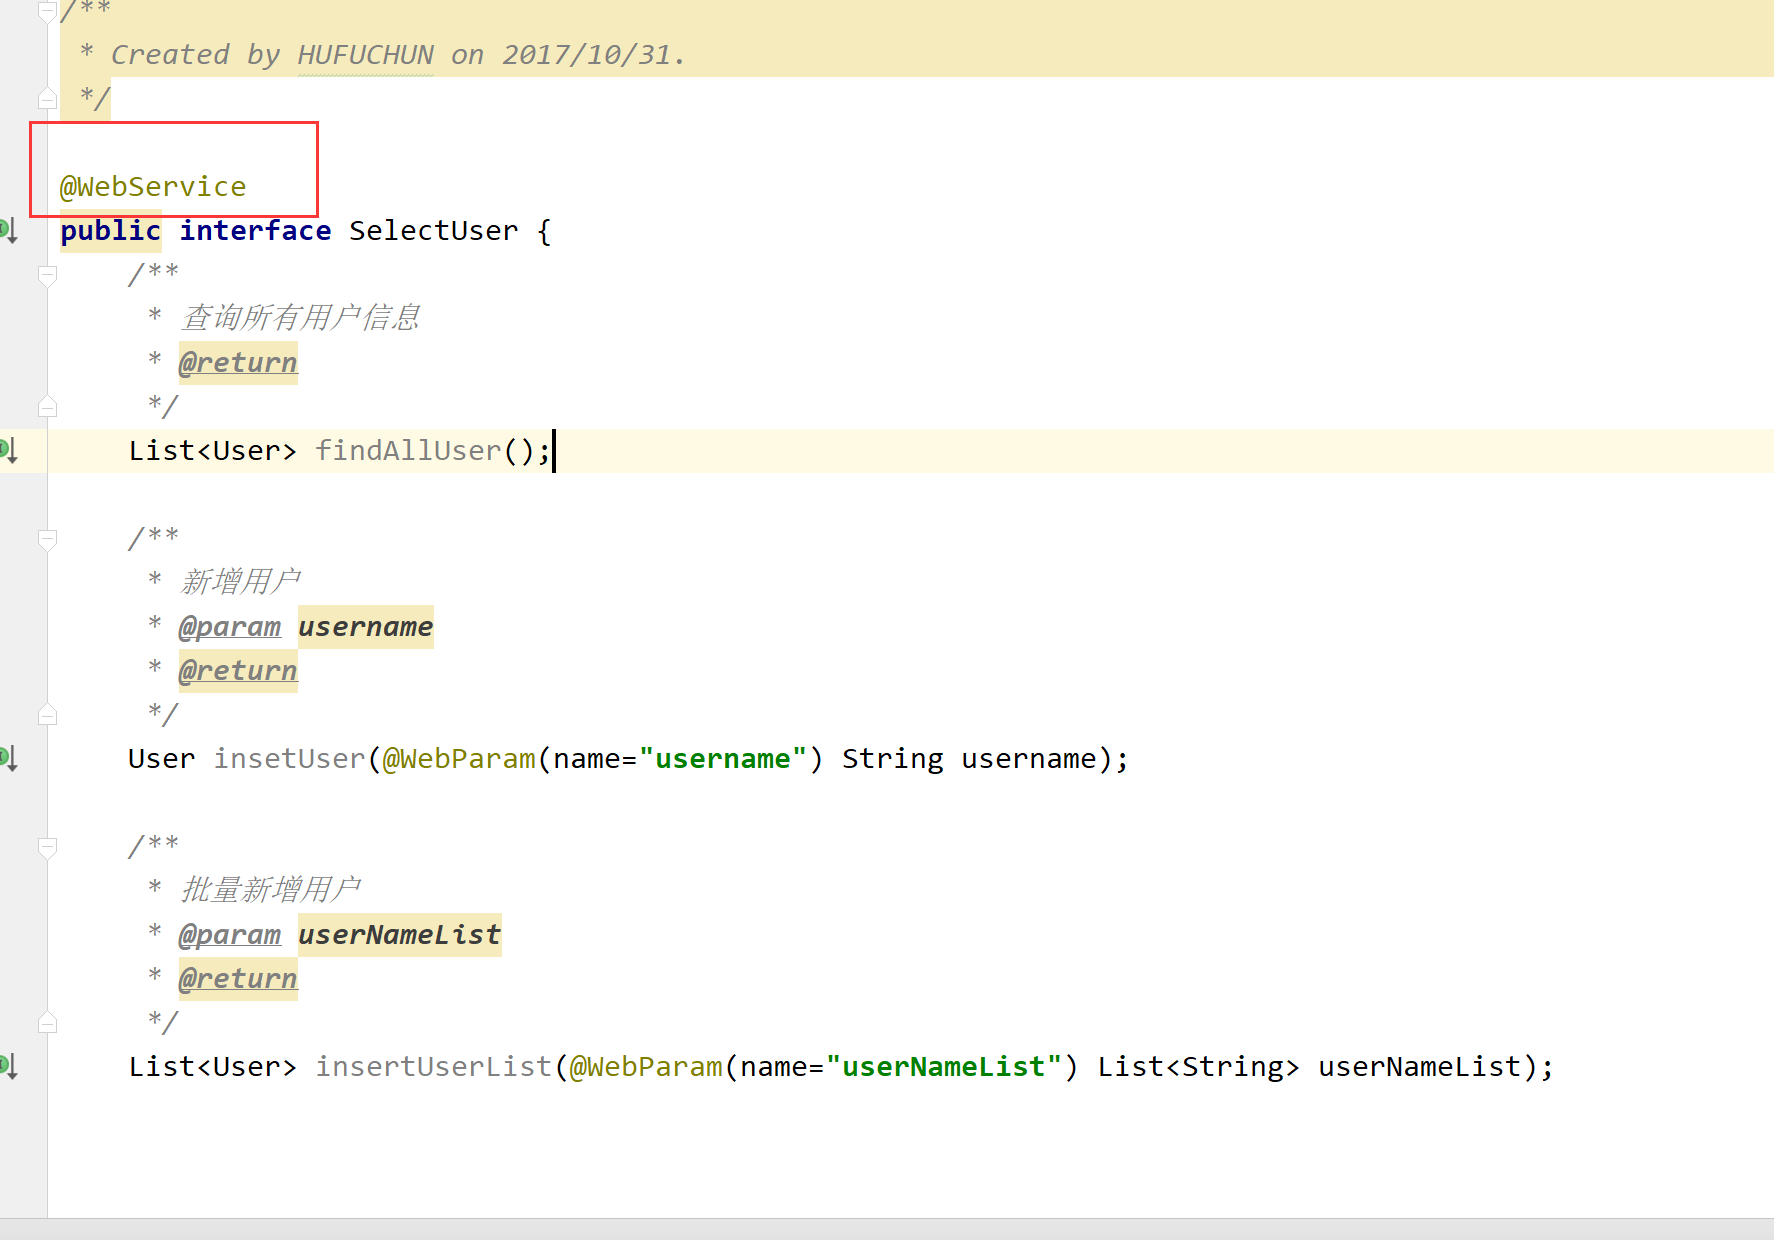 /**
 * Created by HUFUCHUN on 2017/10/31.
 */
@WebService
public interface SelectUser {
    /**
     * 查询所有用户信息
     * @return
     */
    List<User> findAllUser();
    /**
     * 新增用户
     * @param username
     * @return
     */
    User insetUser(@WebParam(name="username") String username);
    /**
     * 批量新增用户
     * @param userNameList
     * @return
     */
    List<User> insertUserList(@WebParam(name="userNameList") List<String> userNameList);